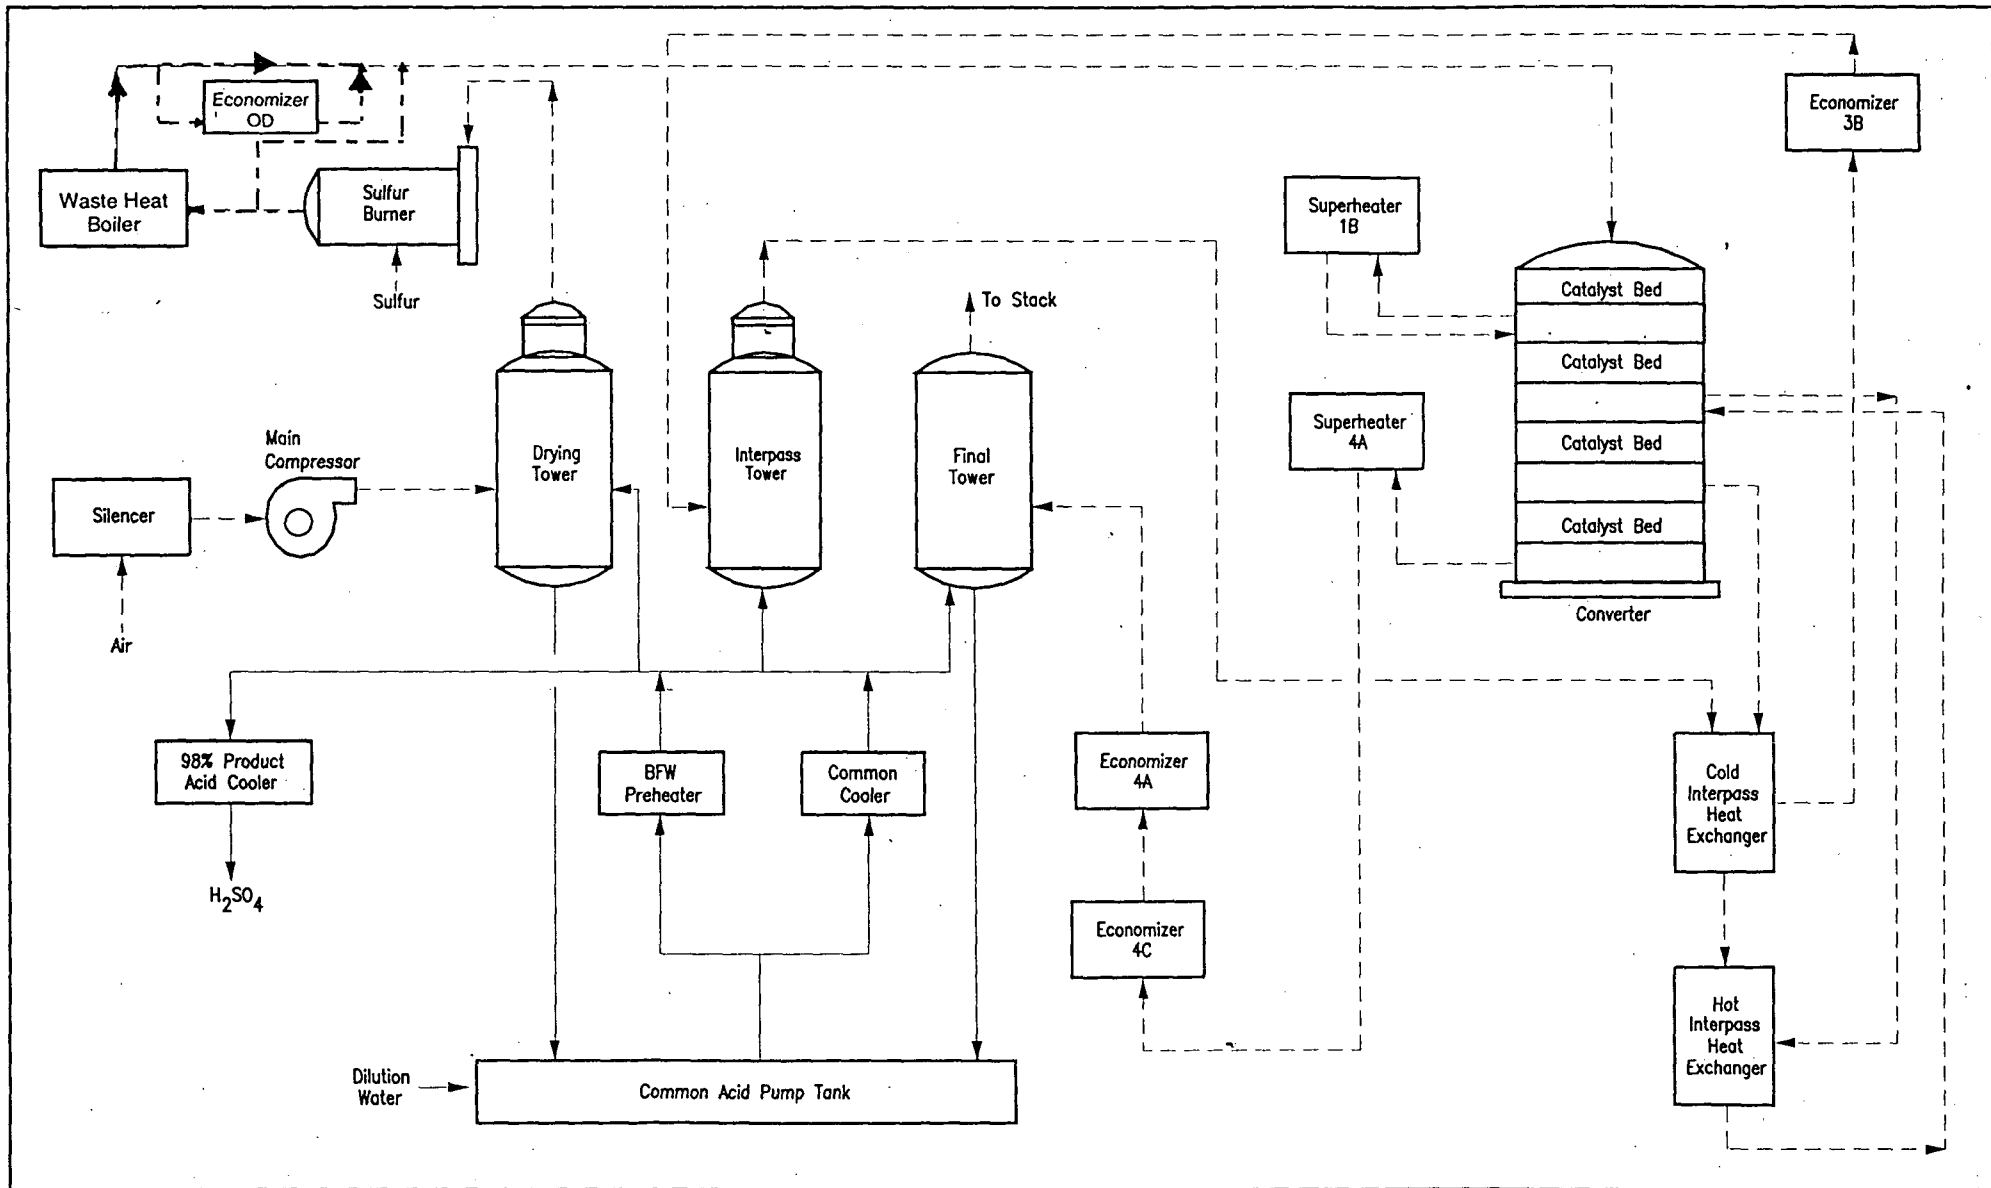 Economizer
3B
Economizer
OD
Waste Heat
Boiler
Sulfur
Burner
Sulfur
Superheater
1B
To Stack
Catalyst Bed
Catalyst Bed
Catalyst Bed
Catalyst Bed
Converter
Superheater
4A
Main
Compressor
Silencer
Air
Drying
Tower
Interpass
Tower
Final
Tower
98% Product
Acid Cooler
H2SO4
BFW
Preheater
Common
Cooler
Economizer
4A
Economizer
4C
Cold
Interpass
Heat
Exchanger
Hot
Interpass
Heat
Exchanger
Dilution
Water
Common Acid Pump Tank